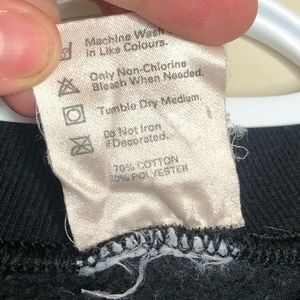 Machine Wash
in Like Colours.
Only Non-Chlorine
Bleach When Needed.
Tumble Dry Medium.
Do Not Iron
if Decorated.
70% COTTON
30% POLYESTER